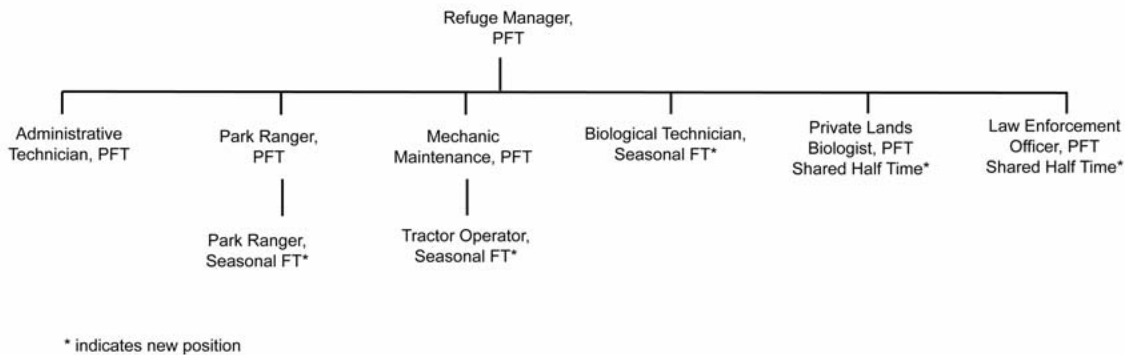 Refuge Manager,
PFT
Administrative
Technician, PFT
Park Ranger,
PFT
Mechanic
Maintenance, PFT
Biological Technician,
Seasonal FT*
Private Lands
Biologist, PFT
Shared Half Time*
Law Enforcement
Officer, PFT
Shared Half Time*
Park Ranger,
Seasonal FT*
Tractor Operator,
Seasonal FT*
* indicates new position